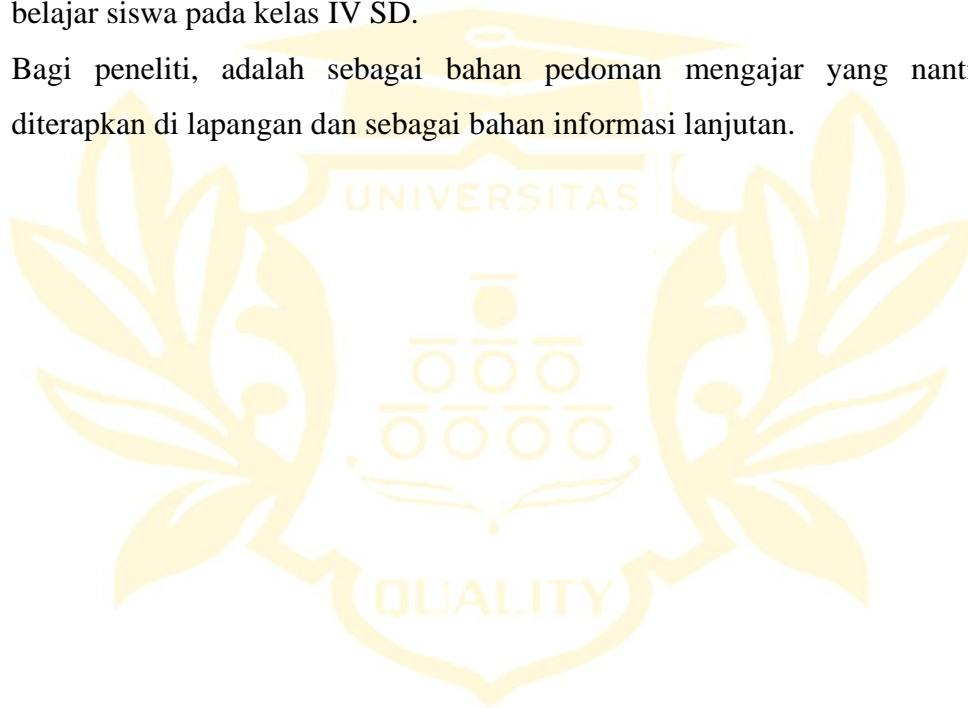 belajar siswa pada kelas IV SD.
Bagi peneliti, adalah sebagai bahan pedoman mengajar yang nant
diterapkan di lapangan dan sebagai bahan informasi lanjutan.
UNIVERSITAS
QUALITY